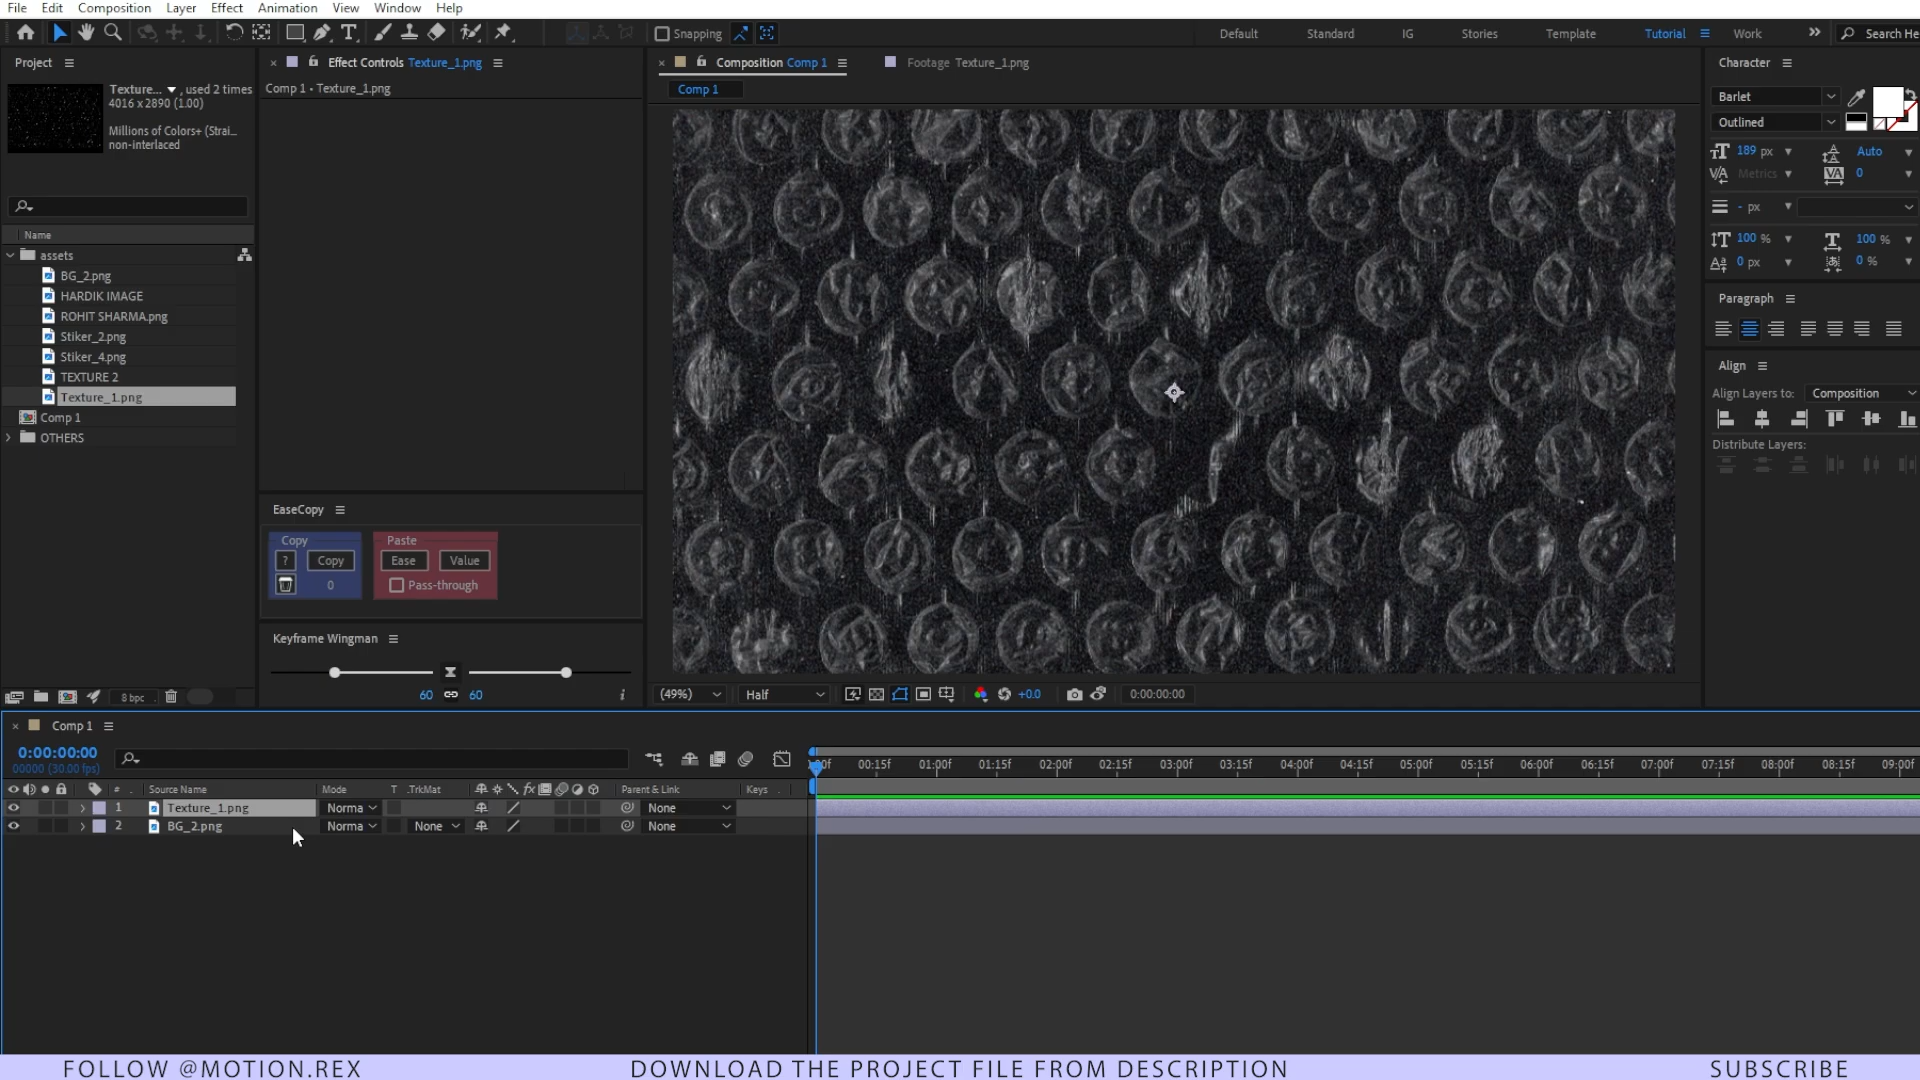 File Edit Composition Layer Effect Animation View Window Help
Snapping Default Standard IG Stories Template Tutorial Work Search He
Project
Texture... , used 2 times
4016 x 2890 (1.00)
Millions of Colors+ (Strai...
non-interlaced
Name
assets
BG_2.png
HARDIK IMAGE
ROHIT SHARMA.png
Stiker_2.png
Stiker_4.png
TEXTURE 2
Texture_1.png
Comp 1
OTHERS
8 bpc
Effect Controls Texture_1.png
Comp 1 • Texture_1.png
EaseCopy
Copy Paste
? Copy Ease Value
0 Pass-through
Keyframe Wingman
60 60 i
Composition Comp 1 Footage Texture_1.png
Comp 1
(49%) Half +0.0 0:00:00:00
Character
Barlet
Outlined
189 px Auto
Metrics 0
- px
100 % 100 %
0 px 0 %
Paragraph
Align
Align Layers to: Composition
Distribute Layers:
Comp 1
0:00:00:00
00000 (30.00 fps)
00:15f 01:00f 01:15f 02:00f 02:15f 03:00f 03:15f 04:00f 04:15f 05:00f 05:15f 06:00f 06:15f 07:00f 07:15f 08:00f 08:15f 09:00f
# Source Name Mode T .TrkMat fx Parent & Link Keys
1 Texture_1.png Norma None
2 BG_2.png Norma None None
FOLLOW @MOTION.REX DOWNLOAD THE PROJECT FILE FROM DESCRIPTION SUBSCRIBE